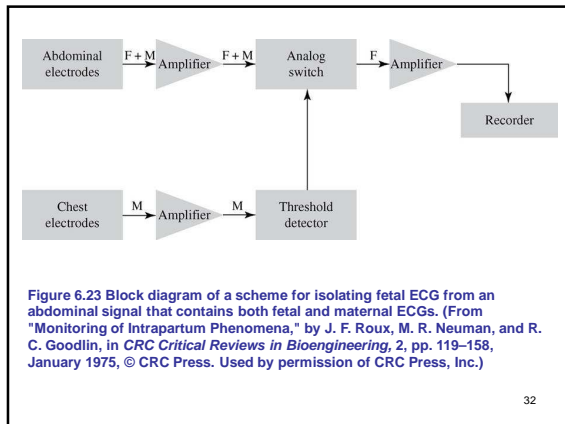 Abdominal
electrodes
F + M
Amplifier
F + M
Analog
switch
F
Amplifier
Recorder
Chest
electrodes
M
Amplifier
M
Threshold
detector
Figure 6.23 Block diagram of a scheme for isolating fetal ECG from an
abdominal signal that contains both fetal and maternal ECGs. (From
"Monitoring of Intrapartum Phenomena," by J. F. Roux, M. R. Neuman, and R.
C. Goodlin, in CRC Critical Reviews in Bioengineering, 2, pp. 119–158,
January 1975, © CRC Press. Used by permission of CRC Press, Inc.)
32